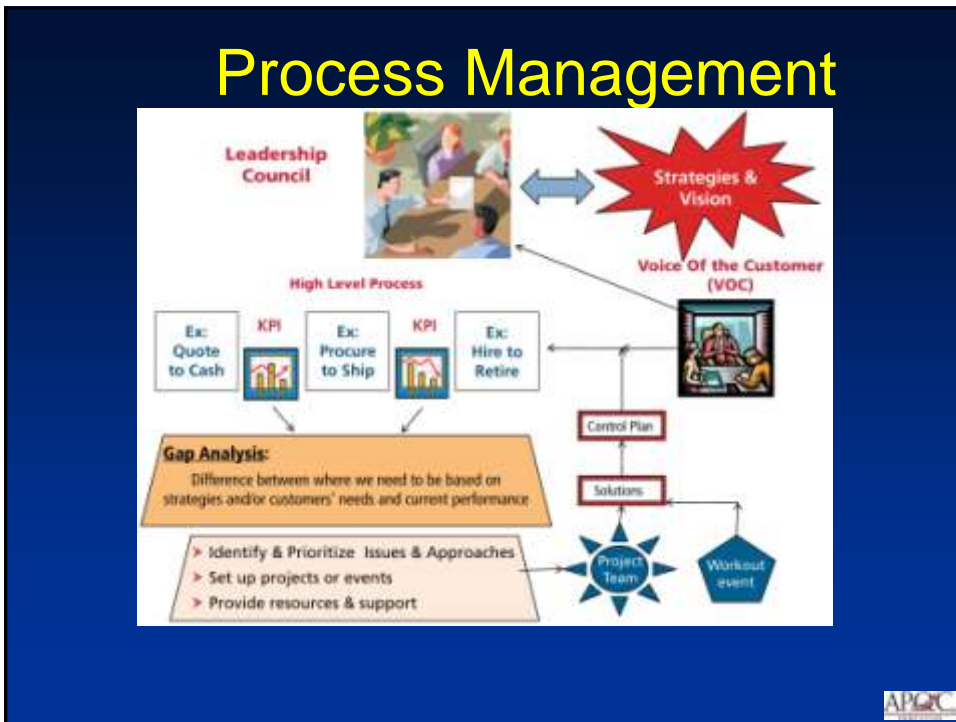 Process Management
Leadership
Council
Strategies &
Vision
Voice Of the Customer
(VOC)
High Level Process
Ex:
Quote
to Cash
KPI
Ex:
Procure
to Ship
KPI
Ex:
Hire to
Retire
Control Plan
Gap Analysis:
Difference between where we need to be based on
strategies and/or customers' needs and current performance
Solutions
➤ Identify & Prioritize Issues & Approaches
➤ Set up projects or events
➤ Provide resources & support
Project
Team
Workout
event
APQC